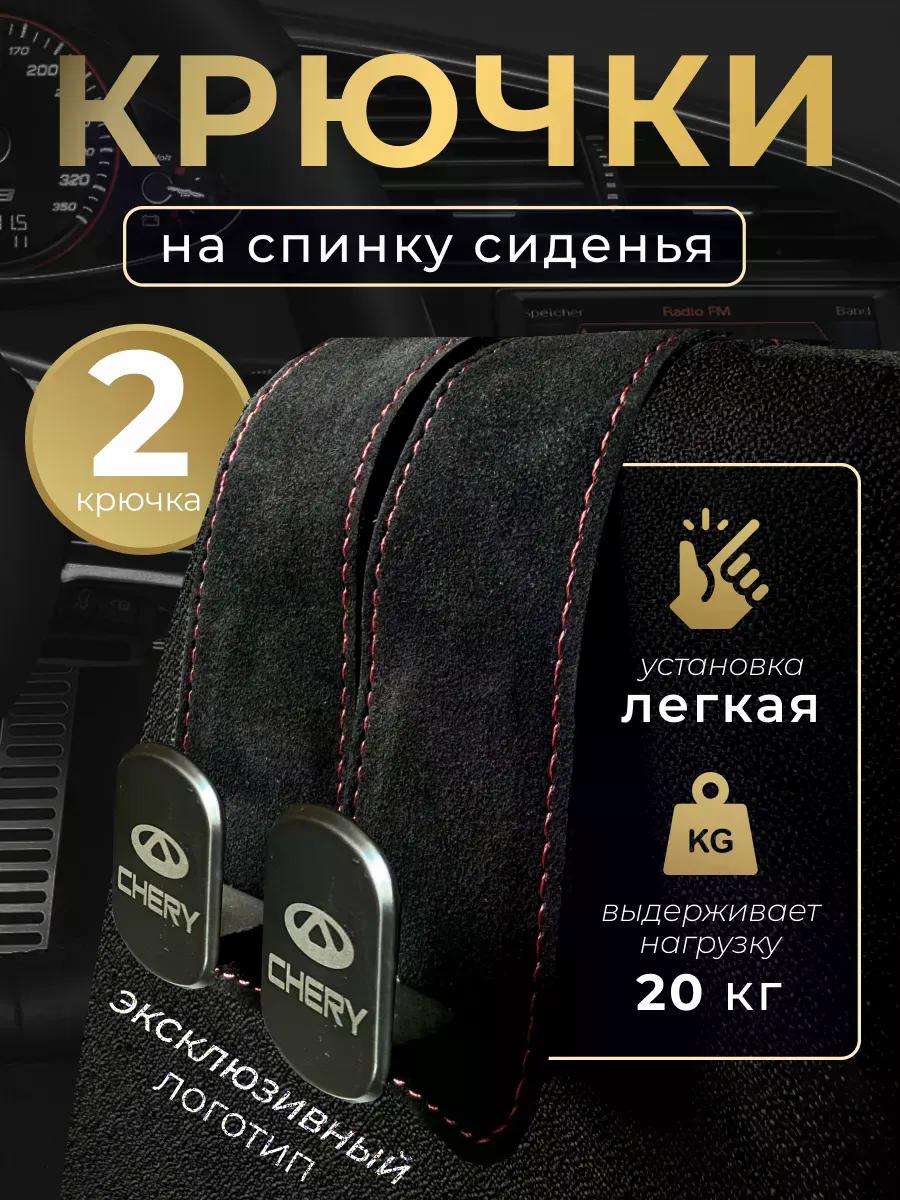 КРЮЧКИ
на спинку сиденья
170
200
320
350
Speicher
Radio FM
Band
2
крючка
установка
легкая
KG
выдерживает
нагрузку
20 кг
CHERY
CHERY
ЭКСКЛЮЗИВНЫЙ
ЛОГОТИП